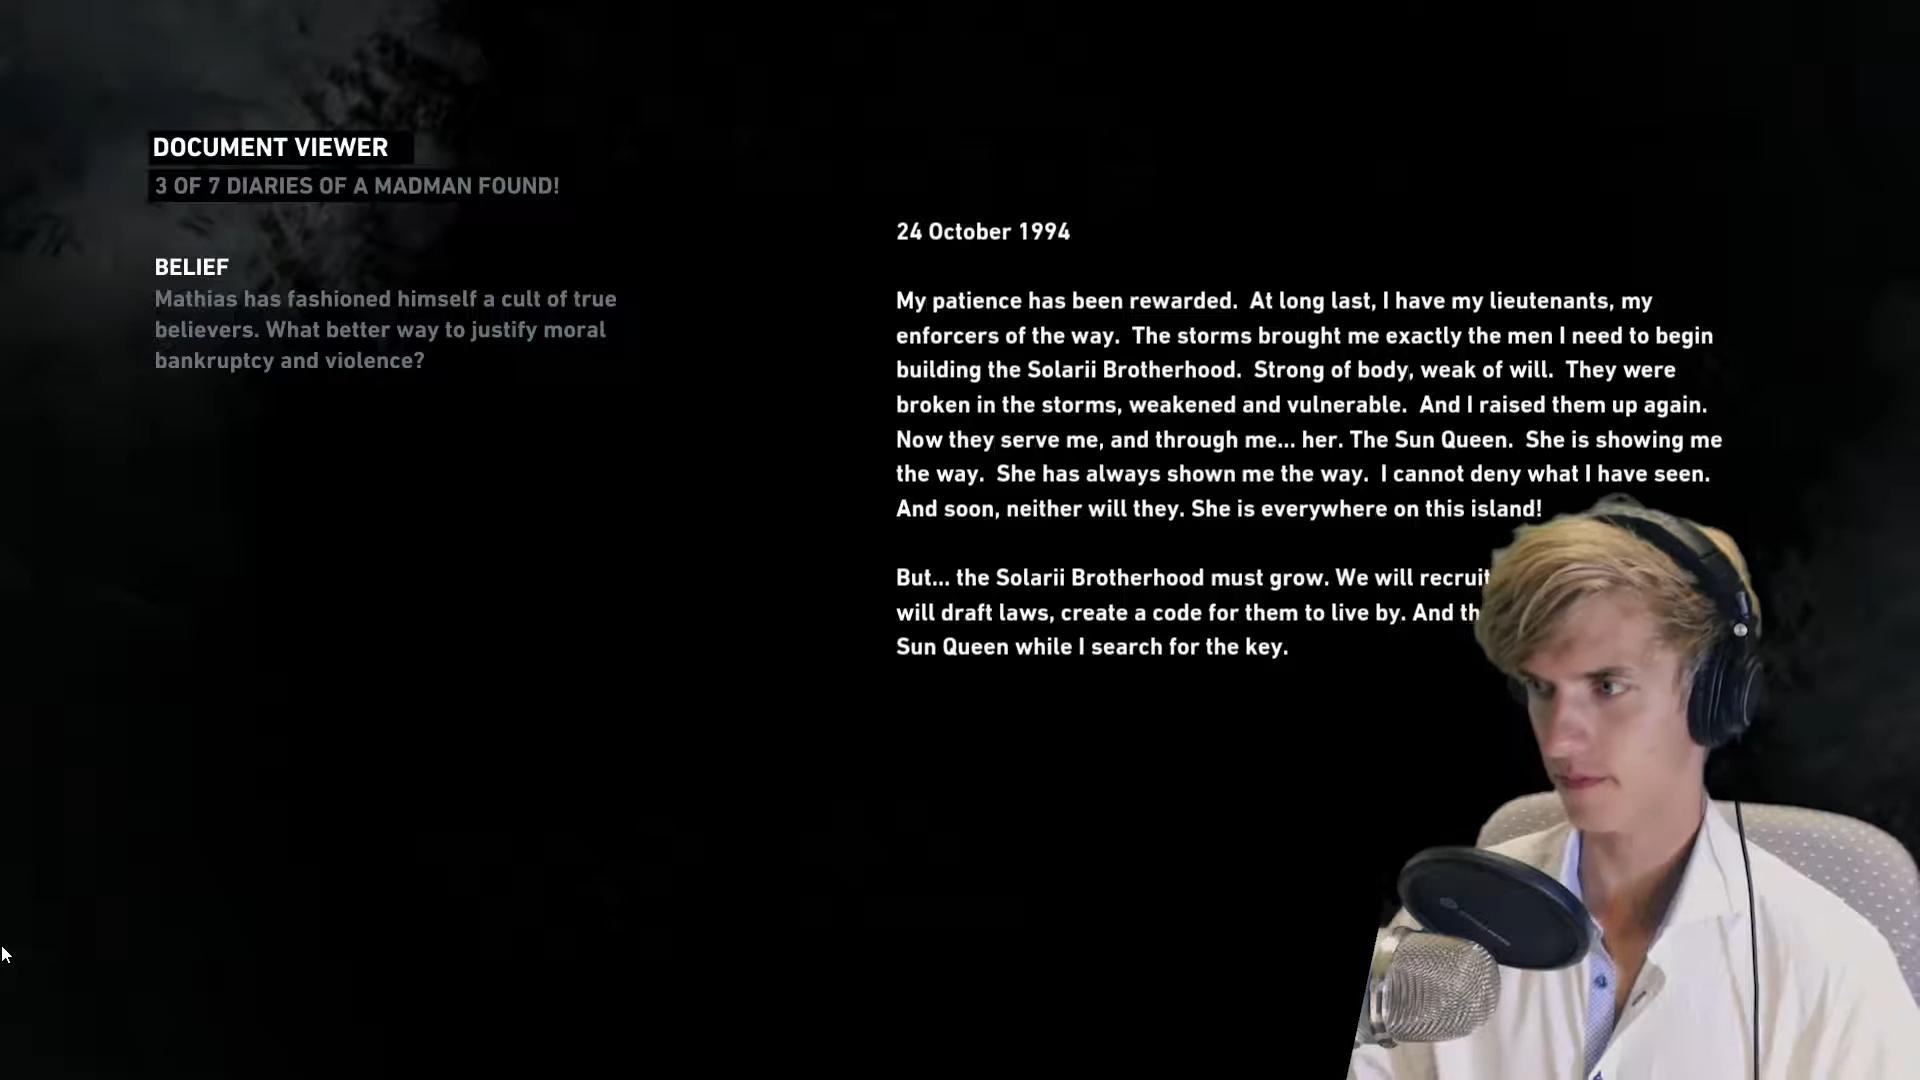 DOCUMENT VIEWER
3 OF 7 DIARIES OF A MADMAN FOUND!
BELIEF
Mathias has fashioned himself a cult of true
believers. What better way to justify moral
bankruptcy and violence?
24 October 1994
My patience has been rewarded. At long last, I have my lieutenants, my
enforcers of the way. The storms brought me exactly the men I need to begin
building the Solarii Brotherhood. Strong of body, weak of will. They were
broken in the storms, weakened and vulnerable. And I raised them up again.
Now they serve me, and through me... her. The Sun Queen. She is showing me
the way. She has always shown me the way. I cannot deny what I have seen.
And soon, neither will they. She is everywhere on this island!
But... the Solarii Brotherhood must grow. We will recruit
will draft laws, create a code for them to live by. And
Sun Queen while I search for the key.